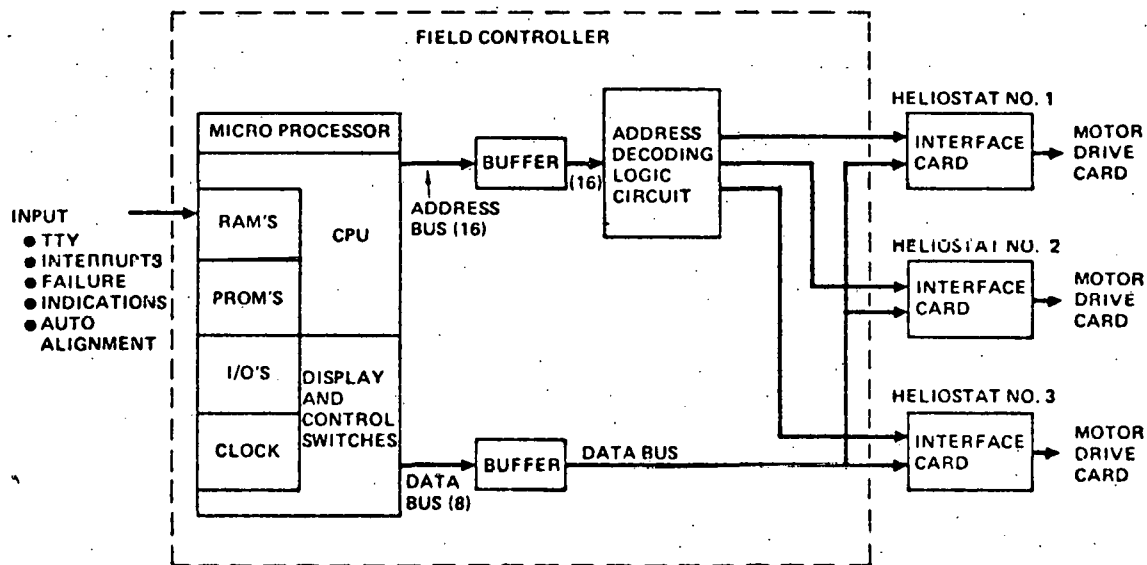 FIELD CONTROLLER
MICRO PROCESSOR
RAM'S
CPU
PROM'S
I/O'S
DISPLAY
AND
CONTROL
SWITCHES
CLOCK
INPUT
● TTY
● INTERRUPTS
● FAILURE
● INDICATIONS
● AUTO
ALIGNMENT
ADDRESS
BUS (16)
BUFFER
(16)
ADDRESS
DECODING
LOGIC
CIRCUIT
DATA
BUS (8)
BUFFER
DATA BUS
HELIOSTAT NO. 1
INTERFACE
CARD
MOTOR
DRIVE
CARD
HELIOSTAT NO. 2
INTERFACE
CARD
MOTOR
DRIVE
CARD
HELIOSTAT NO. 3
INTERFACE
CARD
MOTOR
DRIVE
CARD